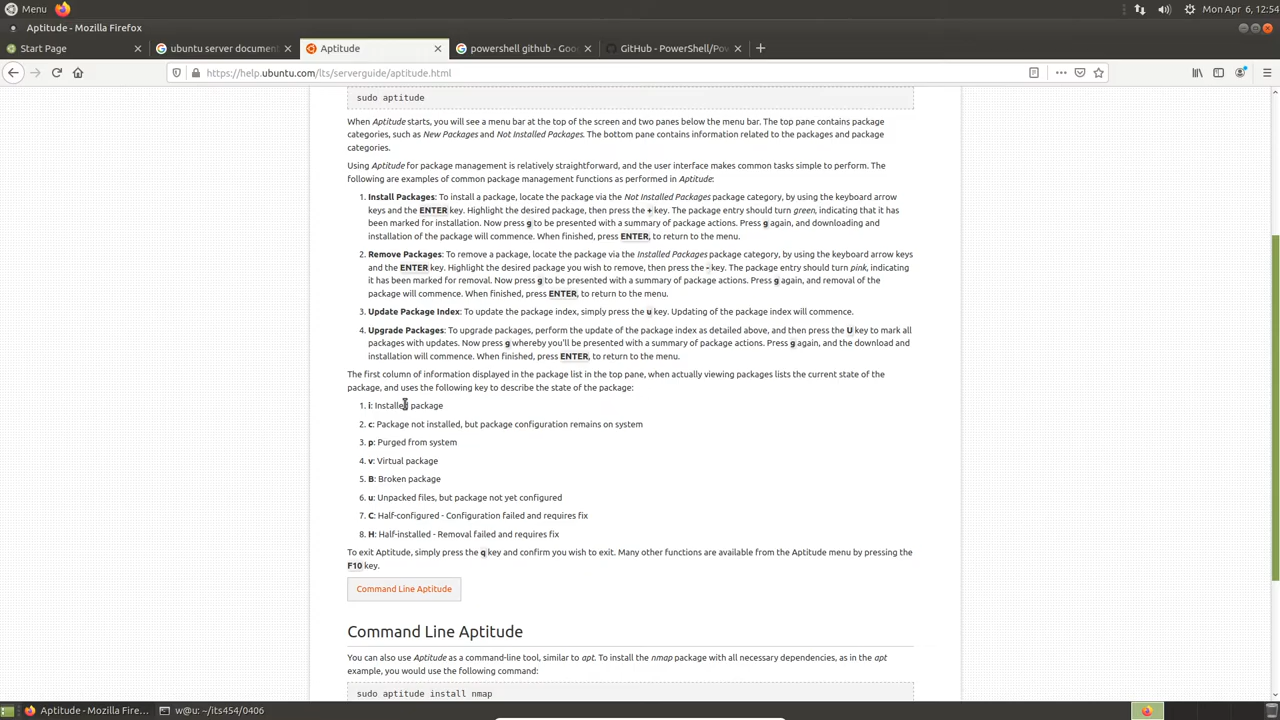 Menu
Mon Apr 6, 12:54
Aptitude - Mozilla Firefox
Start Page
ubuntu server document
Aptitude
powershell github - Goo
GitHub - PowerShell/Pow
https://help.ubuntu.com/lts/serverguide/aptitude.html
sudo aptitude
When Aptitude starts, you will see a menu bar at the top of the screen and two panes below the menu bar. The top pane contains package
categories, such as New Packages and Not Installed Packages. The bottom pane contains information related to the packages and package
categories.
Using Aptitude for package management is relatively straightforward, and the user interface makes common tasks simple to perform. The
following are examples of common package management functions as performed in Aptitude:
1. Install Packages: To install a package, locate the package via the Not Installed Packages package category, by using the keyboard arrow
keys and the ENTER key. Highlight the desired package, then press the + key. The package entry should turn green, indicating that it has
been marked for installation. Now press g to be presented with a summary of package actions. Press g again, and downloading and
installation of the package will commence. When finished, press ENTER, to return to the menu.
2. Remove Packages: To remove a package, locate the package via the Installed Packages package category, by using the keyboard arrow keys
and the ENTER key. Highlight the desired package you wish to remove, then press the - key. The package entry should turn pink, indicating
it has been marked for removal. Now press g to be presented with a summary of package actions. Press g again, and removal of the
package will commence. When finished, press ENTER, to return to the menu.
3. Update Package Index: To update the package index, simply press the u key. Updating of the package index will commence.
4. Upgrade Packages: To upgrade packages, perform the update of the package index as detailed above, and then press the U key to mark all
packages with updates. Now press g whereby you'll be presented with a summary of package actions. Press g again, and the download and
installation will commence. When finished, press ENTER, to return to the menu.
The first column of information displayed in the package list in the top pane, when actually viewing packages lists the current state of the
package, and uses the following key to describe the state of the package:
1. i: Installed package
2. c: Package not installed, but package configuration remains on system
3. p: Purged from system
4. v: Virtual package
5. B: Broken package
6. u: Unpacked files, but package not yet configured
7. C: Half-configured - Configuration failed and requires fix
8. H: Half-installed - Removal failed and requires fix
To exit Aptitude, simply press the q key and confirm you wish to exit. Many other functions are available from the Aptitude menu by pressing the
F10 key.
Command Line Aptitude
Command Line Aptitude
You can also use Aptitude as a command-line tool, similar to apt. To install the nmap package with all necessary dependencies, as in the apt
example, you would use the following command:
sudo aptitude install nmap
Aptitude - Mozilla Firef...
w@u: ~/its454/0406